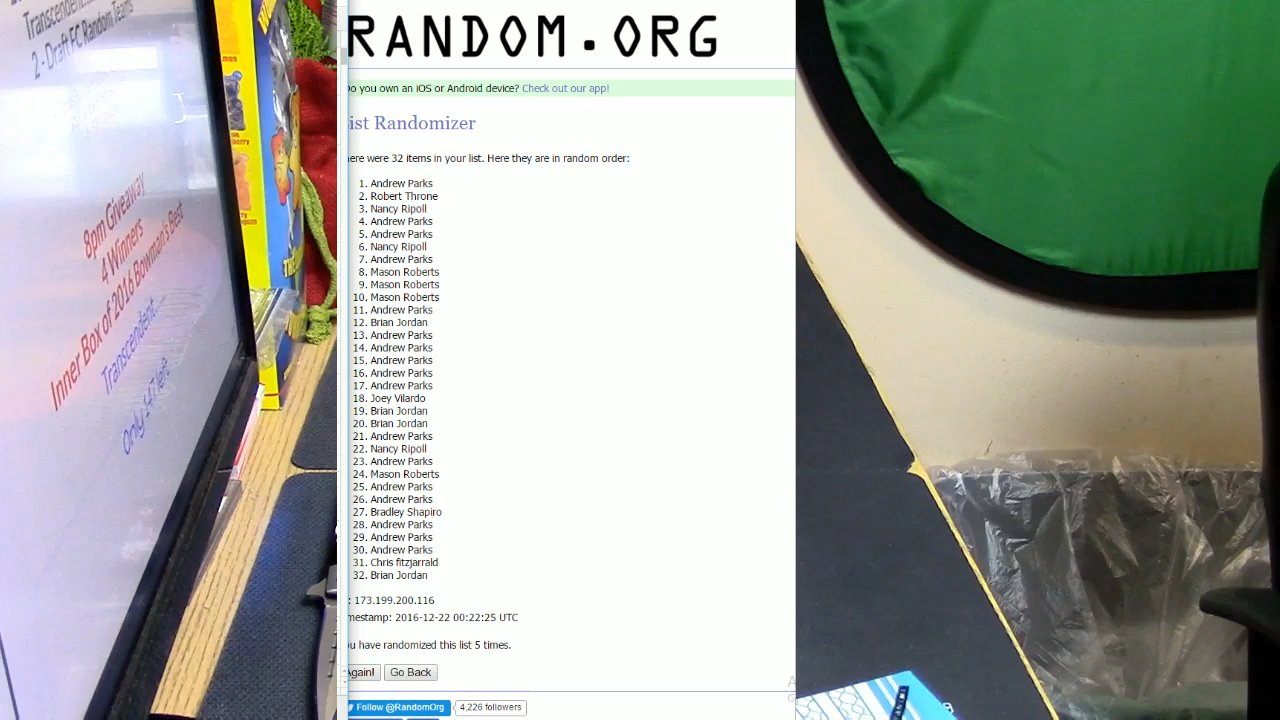 Transcendent...
2 - Draft FC Random Teams
8pm Giveaway
4 Winners
Inner Box of 2016 Bowman's Best
Transcendent...
Only 147 left
RANDOM.ORG
Do you own an iOS or Android device? Check out our app!
ist Randomizer
ere were 32 items in your list. Here they are in random order:
1. Andrew Parks
2. Robert Throne
3. Nancy Ripoll
4. Andrew Parks
5. Andrew Parks
6. Nancy Ripoll
7. Andrew Parks
8. Mason Roberts
9. Mason Roberts
10. Mason Roberts
11. Andrew Parks
12. Brian Jordan
13. Andrew Parks
14. Andrew Parks
15. Andrew Parks
16. Andrew Parks
17. Andrew Parks
18. Joey Vilardo
19. Brian Jordan
20. Brian Jordan
21. Andrew Parks
22. Nancy Ripoll
23. Andrew Parks
24. Mason Roberts
25. Andrew Parks
26. Andrew Parks
27. Bradley Shapiro
28. Andrew Parks
29. Andrew Parks
30. Andrew Parks
31. Chris fitzjarrald
32. Brian Jordan
: 173.199.200.116
mestamp: 2016-12-22 00:22:25 UTC
ou have randomized this list 5 times.
Again! Go Back
Follow @RandomOrg 4,226 followers